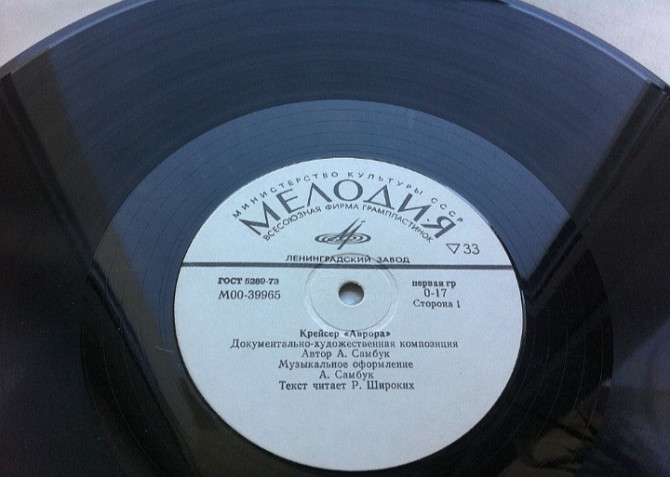 МИНИСТЕРСТВО КУЛЬТУРЫ СССР
МЕЛОДИЯ
ВСЕСОЮЗНАЯ ФИРМА ГРАМПЛАСТИНОК
▽33
ЛЕНИНГРАДСКИЙ ЗАВОД
ГОСТ 5289-73
М00-39965
первая гр
0-17
Сторона 1
Крейсер «Аврора»
Документально-художественная композиция
Автор А. Самбук
Музыкальное оформление
А. Самбук
Текст читает Р. Широких